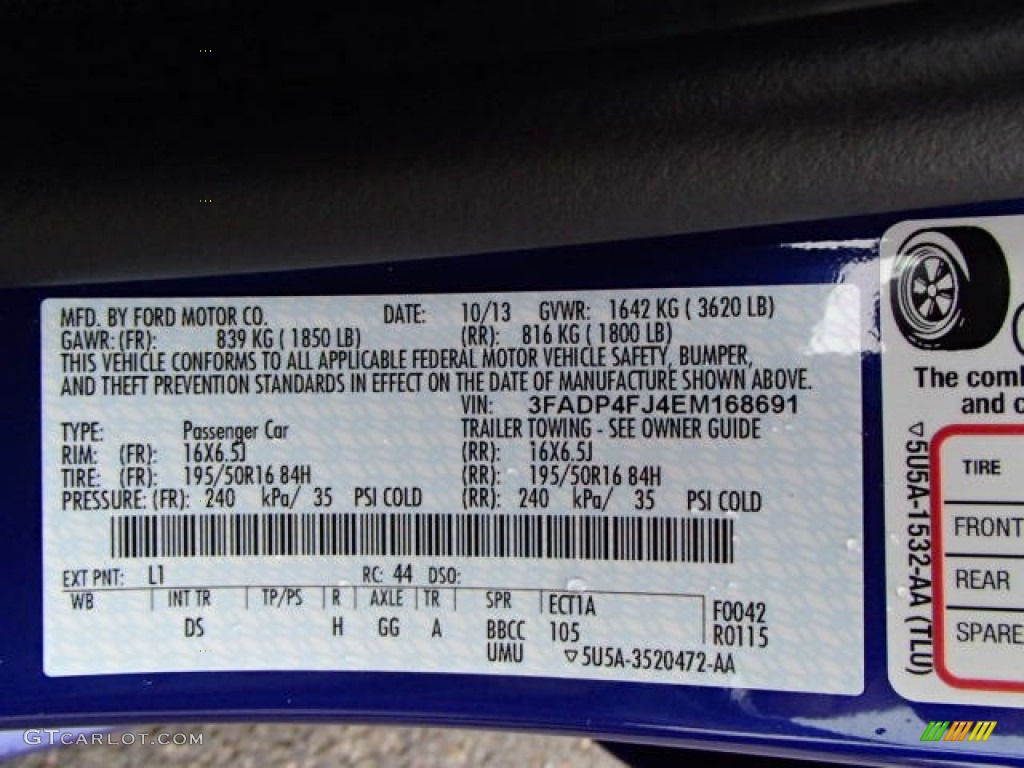 MFD. BY FORD MOTOR CO. DATE: 10/13 GVWR: 1642 KG ( 3620 LB)
GAWR: (FR): 839 KG ( 1850 LB) (RR): 816 KG ( 1800 LB)
THIS VEHICLE CONFORMS TO ALL APPLICABLE FEDERAL MOTOR VEHICLE SAFETY, BUMPER,
AND THEFT PREVENTION STANDARDS IN EFFECT ON THE DATE OF MANUFACTURE SHOWN ABOVE.
VIN: 3FADP4FJ4EM168691
TYPE: Passenger Car TRAILER TOWING - SEE OWNER GUIDE
RIM: (FR): 16X6.5J (RR): 16X6.5J
TIRE: (FR): 195/50R16 84H (RR): 195/50R16 84H
PRESSURE: (FR): 240 kPa/ 35 PSI COLD (RR): 240 kPa/ 35 PSI COLD
EXT PNT: L1 RC: 44 DSO:
WB INT TR TP/PS R AXLE TR SPR ECT1A F0042
DS H GG A BBCC 105 R0115
UMU ▽5U5A-3520472-AA
The comb
and c
▽5U5A-1532-AA (TLU)
TIRE
FRONT
REAR
SPARE
GTCARLOT.COM